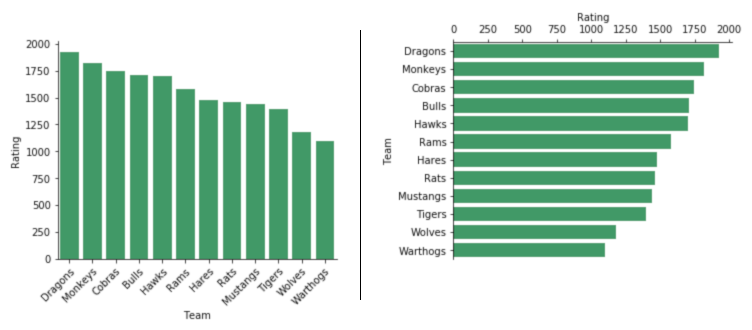 2000
1750
1500
1250
1000
750
500
250
0
Rating
Dragons
Monkeys
Cobras
Bulls
Hawks
Rams
Hares
Rats
Mustangs
Tigers
Wolves
Warthogs
Team
Rating
0 250 500 750 1000 1250 1500 1750 2000
Team
Dragons
Monkeys
Cobras
Bulls
Hawks
Rams
Hares
Rats
Mustangs
Tigers
Wolves
Warthogs